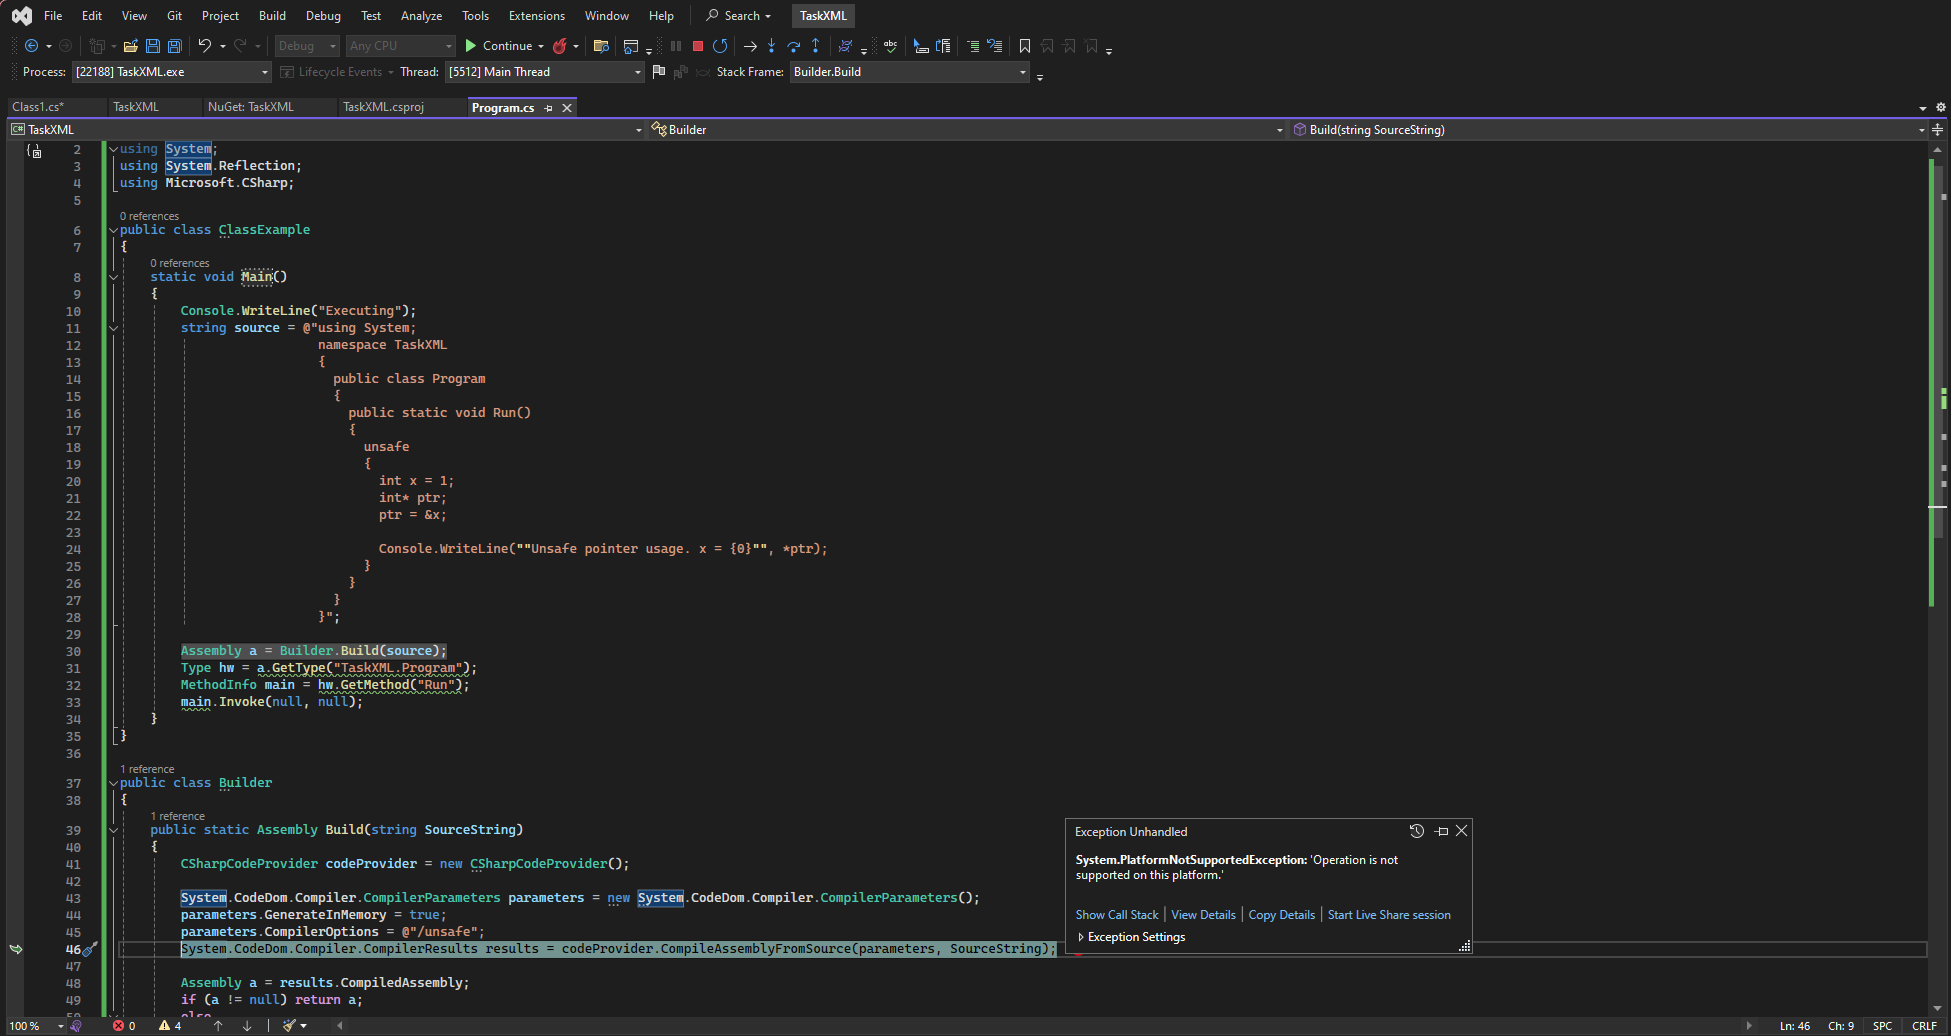 File Edit View Git Project Build Debug Test Analyze Tools Extensions Window Help Search TaskXML
Debug Any CPU Continue
Process: [22188] TaskXML.exe Lifecycle Events Thread: [5512] Main Thread Stack Frame: Builder.Build
Class1.cs* TaskXML NuGet: TaskXML TaskXML.csproj Program.cs
C# TaskXML Builder Build(string SourceString)
2 using System;
3 using System.Reflection;
4 using Microsoft.CSharp;
5
0 references
6 public class ClassExample
7 {
0 references
8 static void Main()
9 {
10 Console.WriteLine("Executing");
11 string source = @"using System;
12 namespace TaskXML
13 {
14 public class Program
15 {
16 public static void Run()
17 {
18 unsafe
19 {
20 int x = 1;
21 int* ptr;
22 ptr = &x;
23
24 Console.WriteLine(""Unsafe pointer usage. x = {0}"", *ptr);
25 }
26 }
27 }
28 }";
29
30 Assembly a = Builder.Build(source);
31 Type hw = a.GetType("TaskXML.Program");
32 MethodInfo main = hw.GetMethod("Run");
33 main.Invoke(null, null);
34 }
35 }
36
1 reference
37 public class Builder
38 {
1 reference
39 public static Assembly Build(string SourceString)
40 {
41 CSharpCodeProvider codeProvider = new CSharpCodeProvider();
42
43 System.CodeDom.Compiler.CompilerParameters parameters = new System.CodeDom.Compiler.CompilerParameters();
44 parameters.GenerateInMemory = true;
45 parameters.CompilerOptions = @"/unsafe";
46 System.CodeDom.Compiler.CompilerResults results = codeProvider.CompileAssemblyFromSource(parameters, SourceString);
47
48 Assembly a = results.CompiledAssembly;
49 if (a != null) return a;
50 else
Exception Unhandled
System.PlatformNotSupportedException: 'Operation is not
supported on this platform.'
Show Call Stack | View Details | Copy Details | Start Live Share session
Exception Settings
100 % 0 4 Ln: 46 Ch: 9 SPC CRLF